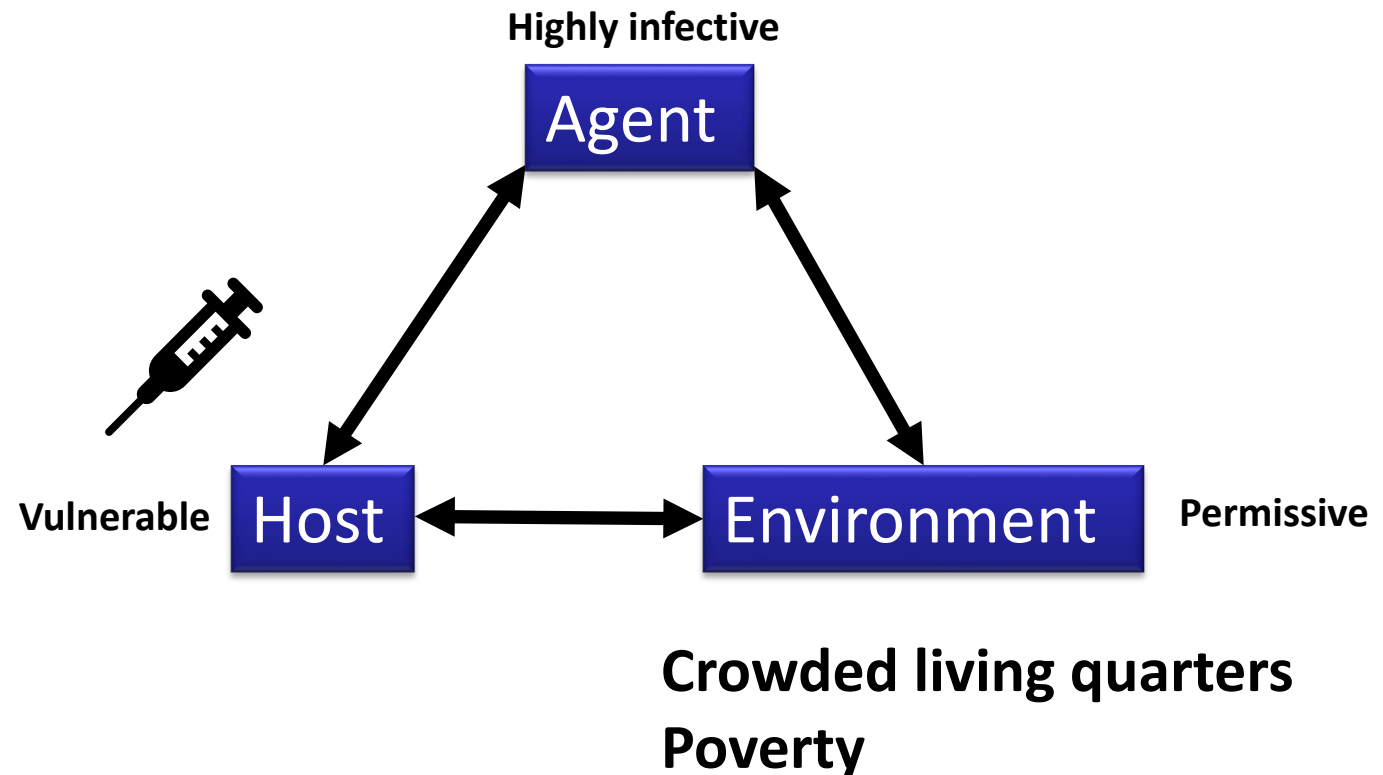 Highly infective
Agent
Vulnerable
Host
Environment
Permissive
Crowded living quarters
Poverty